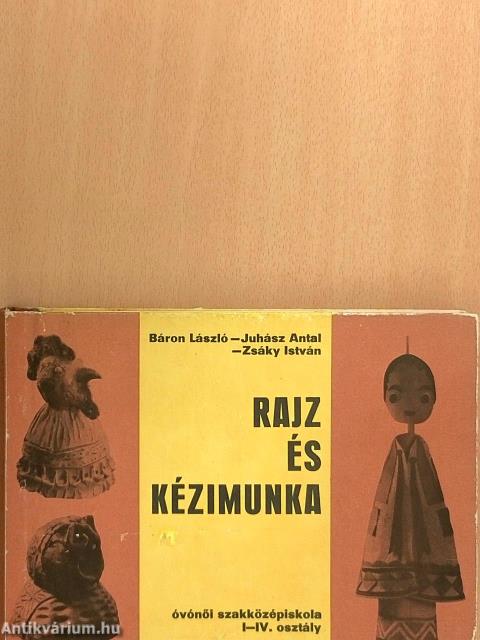 Báron László – Juhász Antal
– Zsáky István
RAJZ
ÉS
KÉZIMUNKA
óvónői szakközépiskola
I–IV. osztály
Antikvárium.hu